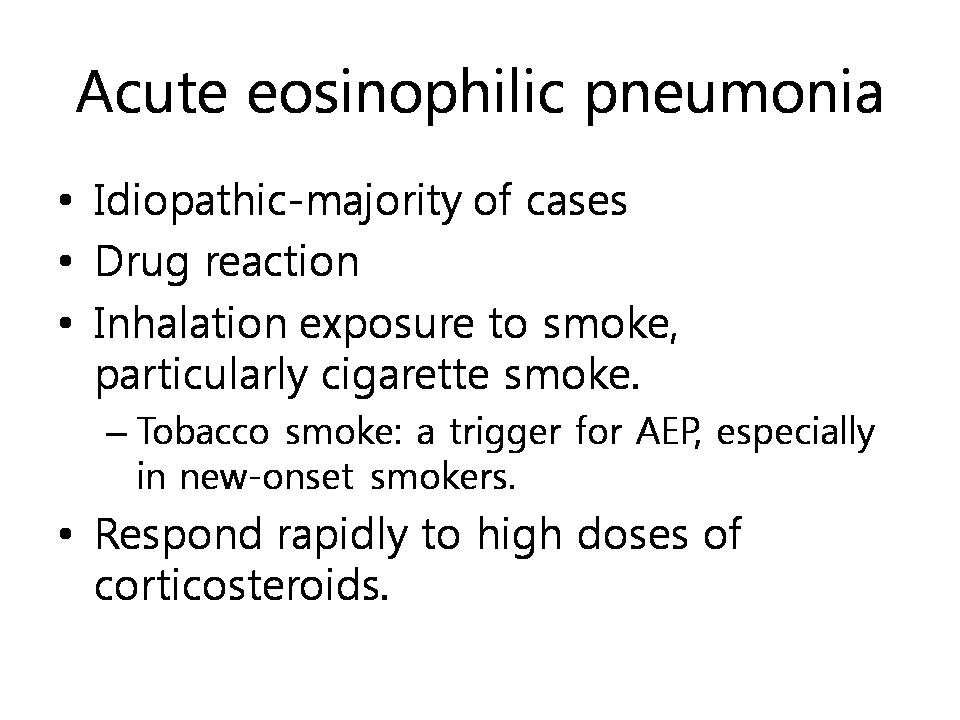 Acute eosinophilic pneumonia
• Idiopathic-majority of cases
• Drug reaction
• Inhalation exposure to smoke,
particularly cigarette smoke.
– Tobacco smoke: a trigger for AEP, especially
in new-onset smokers.
• Respond rapidly to high doses of
corticosteroids.